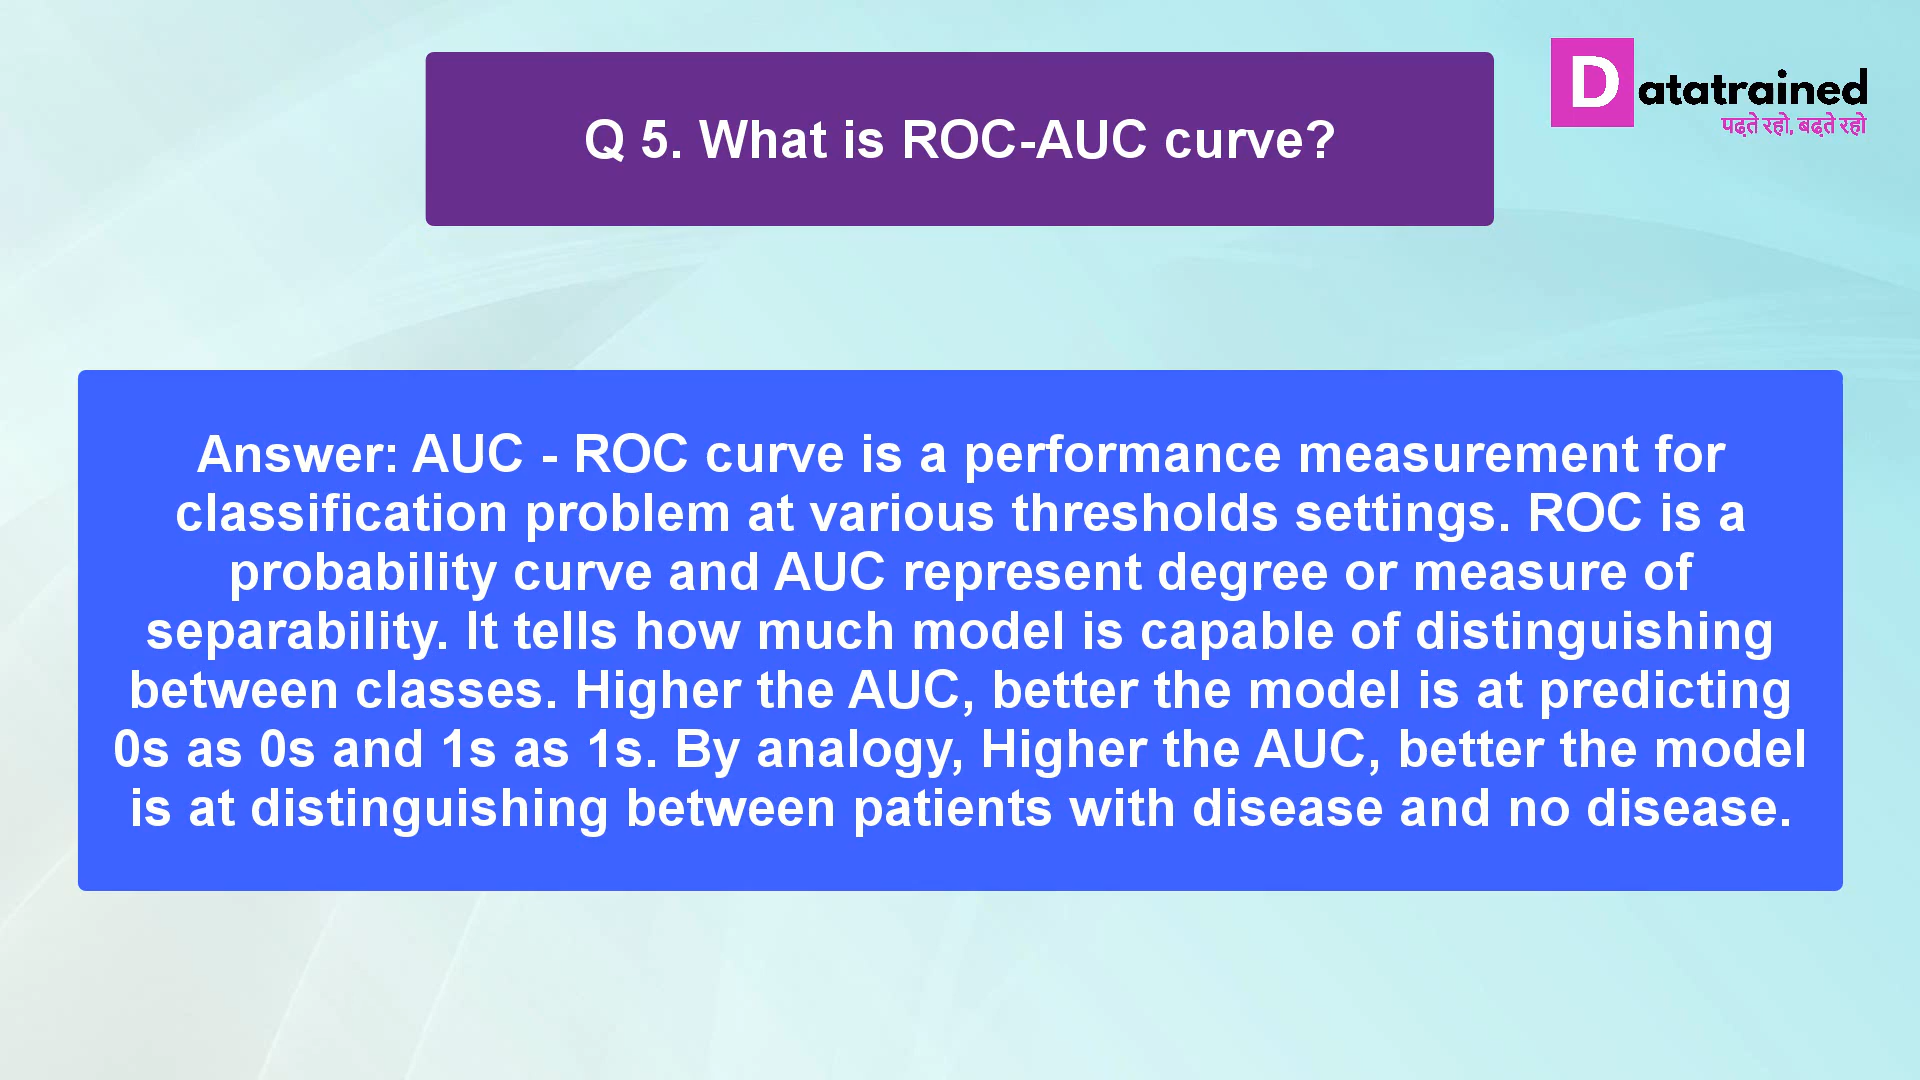 Q 5. What is ROC-AUC curve?
Datatrained
पढ़ते रहो, बढ़ते रहो
Answer: AUC - ROC curve is a performance measurement for
classification problem at various thresholds settings. ROC is a
probability curve and AUC represent degree or measure of
separability. It tells how much model is capable of distinguishing
between classes. Higher the AUC, better the model is at predicting
0s as 0s and 1s as 1s. By analogy, Higher the AUC, better the model
is at distinguishing between patients with disease and no disease.